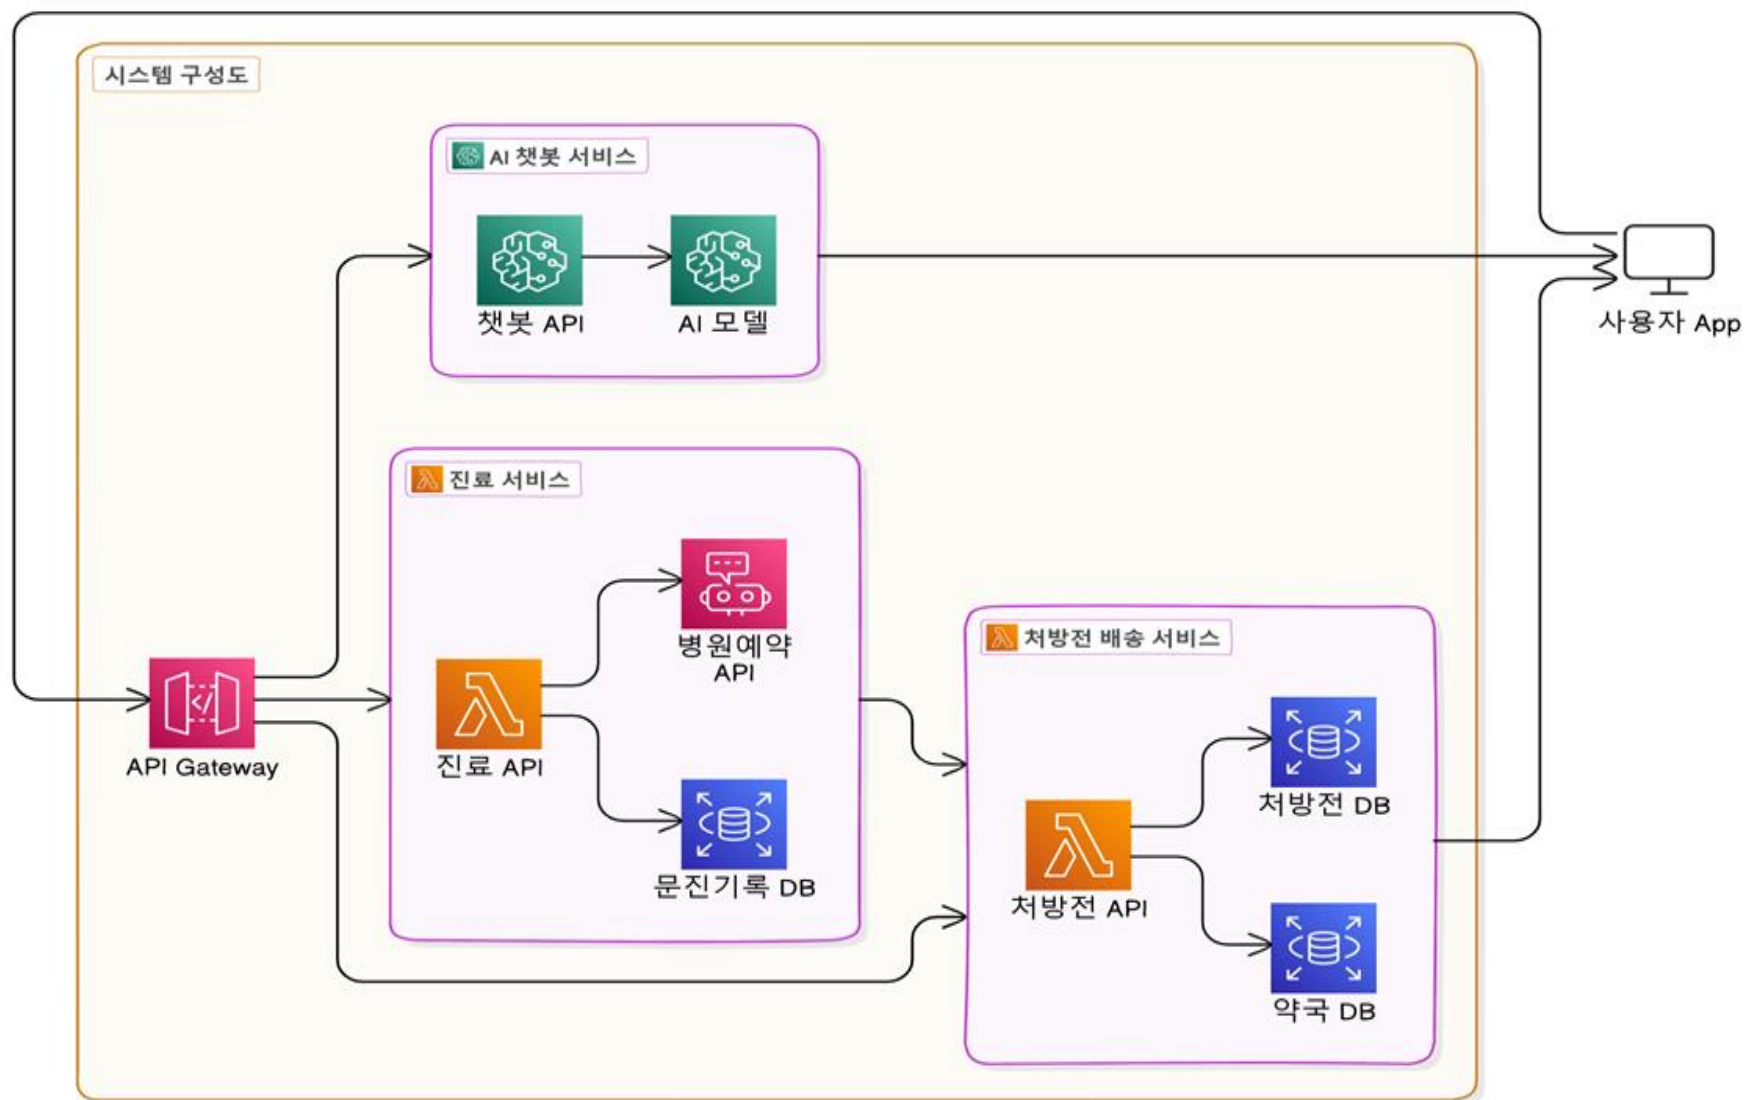 시스템 구성도
AI 챗봇 서비스
챗봇 API
AI 모델
사용자 App
진료 서비스
병원예약
API
진료 API
문진기록 DB
API Gateway
처방전 배송 서비스
처방전 DB
처방전 API
약국 DB